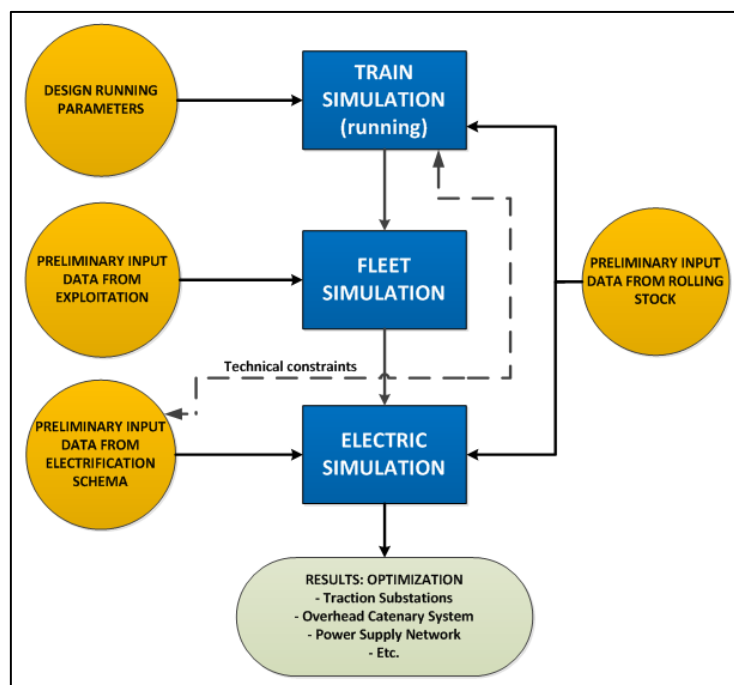 DESIGN RUNNING
PARAMETERS
TRAIN
SIMULATION
(running)
PRELIMINARY INPUT
DATA FROM
EXPLOITATION
FLEET
SIMULATION
PRELIMINARY INPUT
DATA FROM ROLLING
STOCK
Technical constraints
PRELIMINARY INPUT
DATA FROM
ELECTRIFICATION
SCHEMA
ELECTRIC
SIMULATION
RESULTS: OPTIMIZATION
- Traction Substations
- Overhead Catenary System
- Power Supply Network
- Etc.